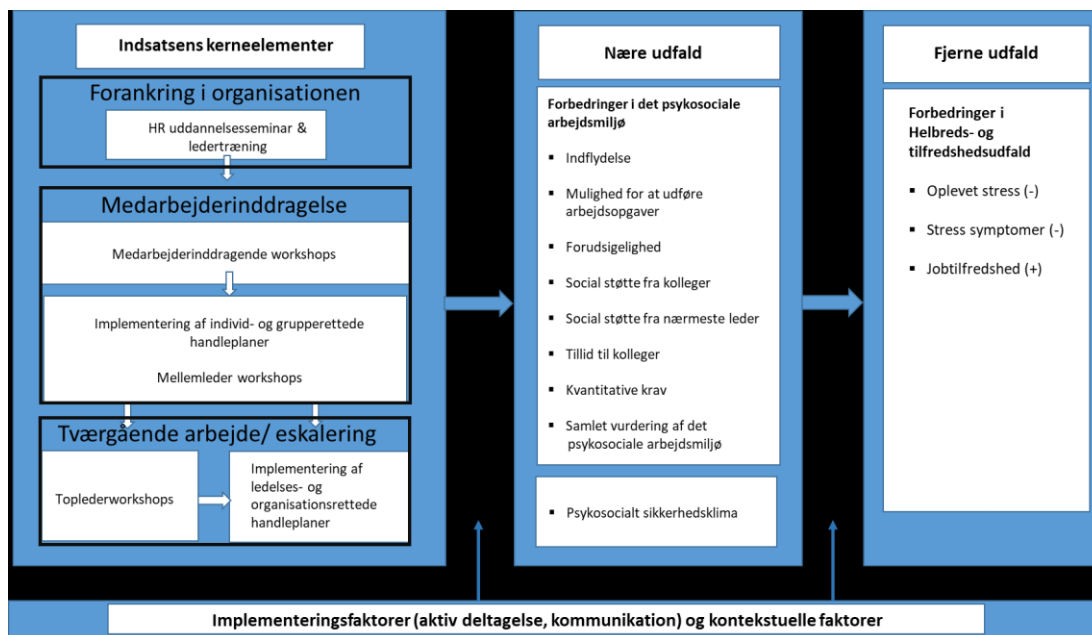 Indsatsens kerneelementer
Forankring i organisationen
HR uddannelsesseminar &
ledertræning
Medarbejderinddragelse
Medarbejderinddragende workshops
Implementering af individ- og grupperettede
handleplaner
Mellemleder workshops
Tværgående arbejde/ eskalering
Toplederworkshops
Implementering af
ledelses- og
organisationsrettede
handleplaner
Nære udfald
Forbedringer i det psykosociale
arbejdsmiljø
▪ Indflydelse
▪ Mulighed for at udføre
arbejdsopgaver
▪ Forudsigelighed
▪ Social støtte fra kolleger
▪ Social støtte fra nærmeste leder
▪ Tillid til kolleger
▪ Kvantitative krav
▪ Samlet vurdering af det
psykosociale arbejdsmiljø
▪ Psykosocialt sikkerhedsklima
Fjerne udfald
Forbedringer i
Helbreds- og
tilfredshedsudfald
▪ Oplevet stress (-)
▪ Stress symptomer (-)
▪ Jobtilfredshed (+)
Implementeringsfaktorer (aktiv deltagelse, kommunikation) og kontekstuelle faktorer